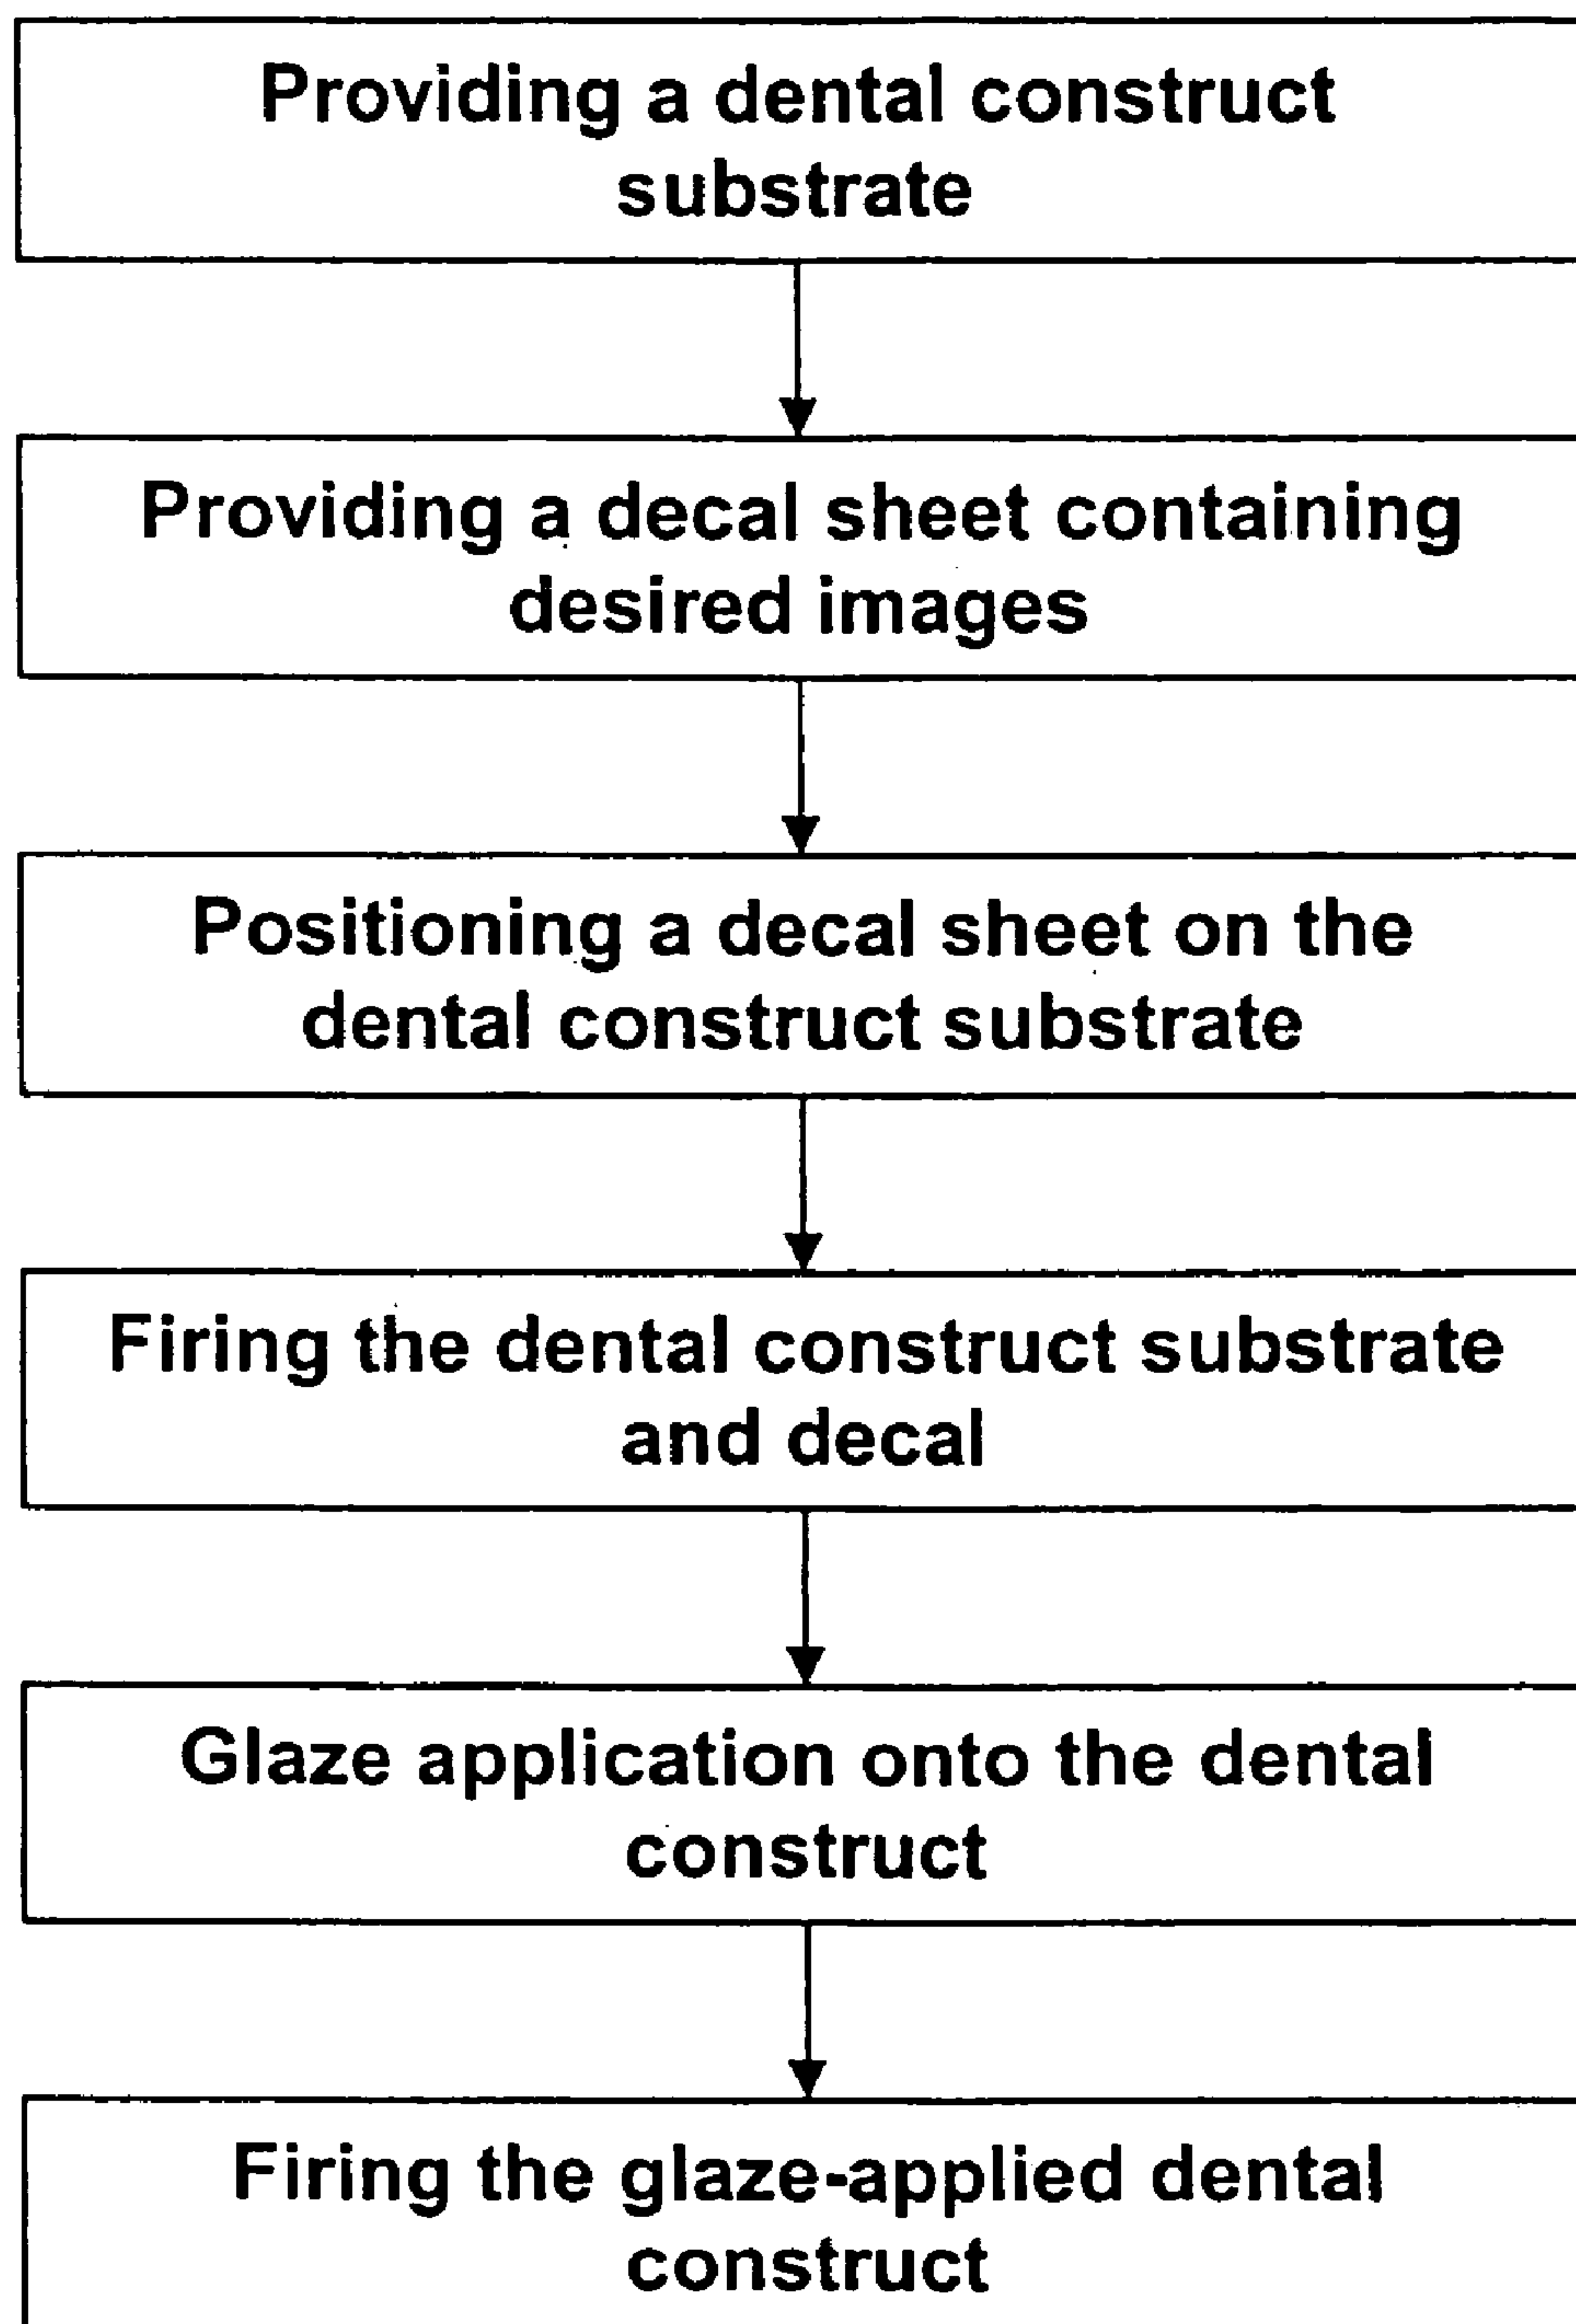 Providing a dental construct
substrate
Providing a decal sheet containing
desired images
Positioning a decal sheet on the
dental construct substrate
Firing the dental construct substrate
and decal
Glaze application onto the dental
construct
Firing the glaze-applied dental
construct